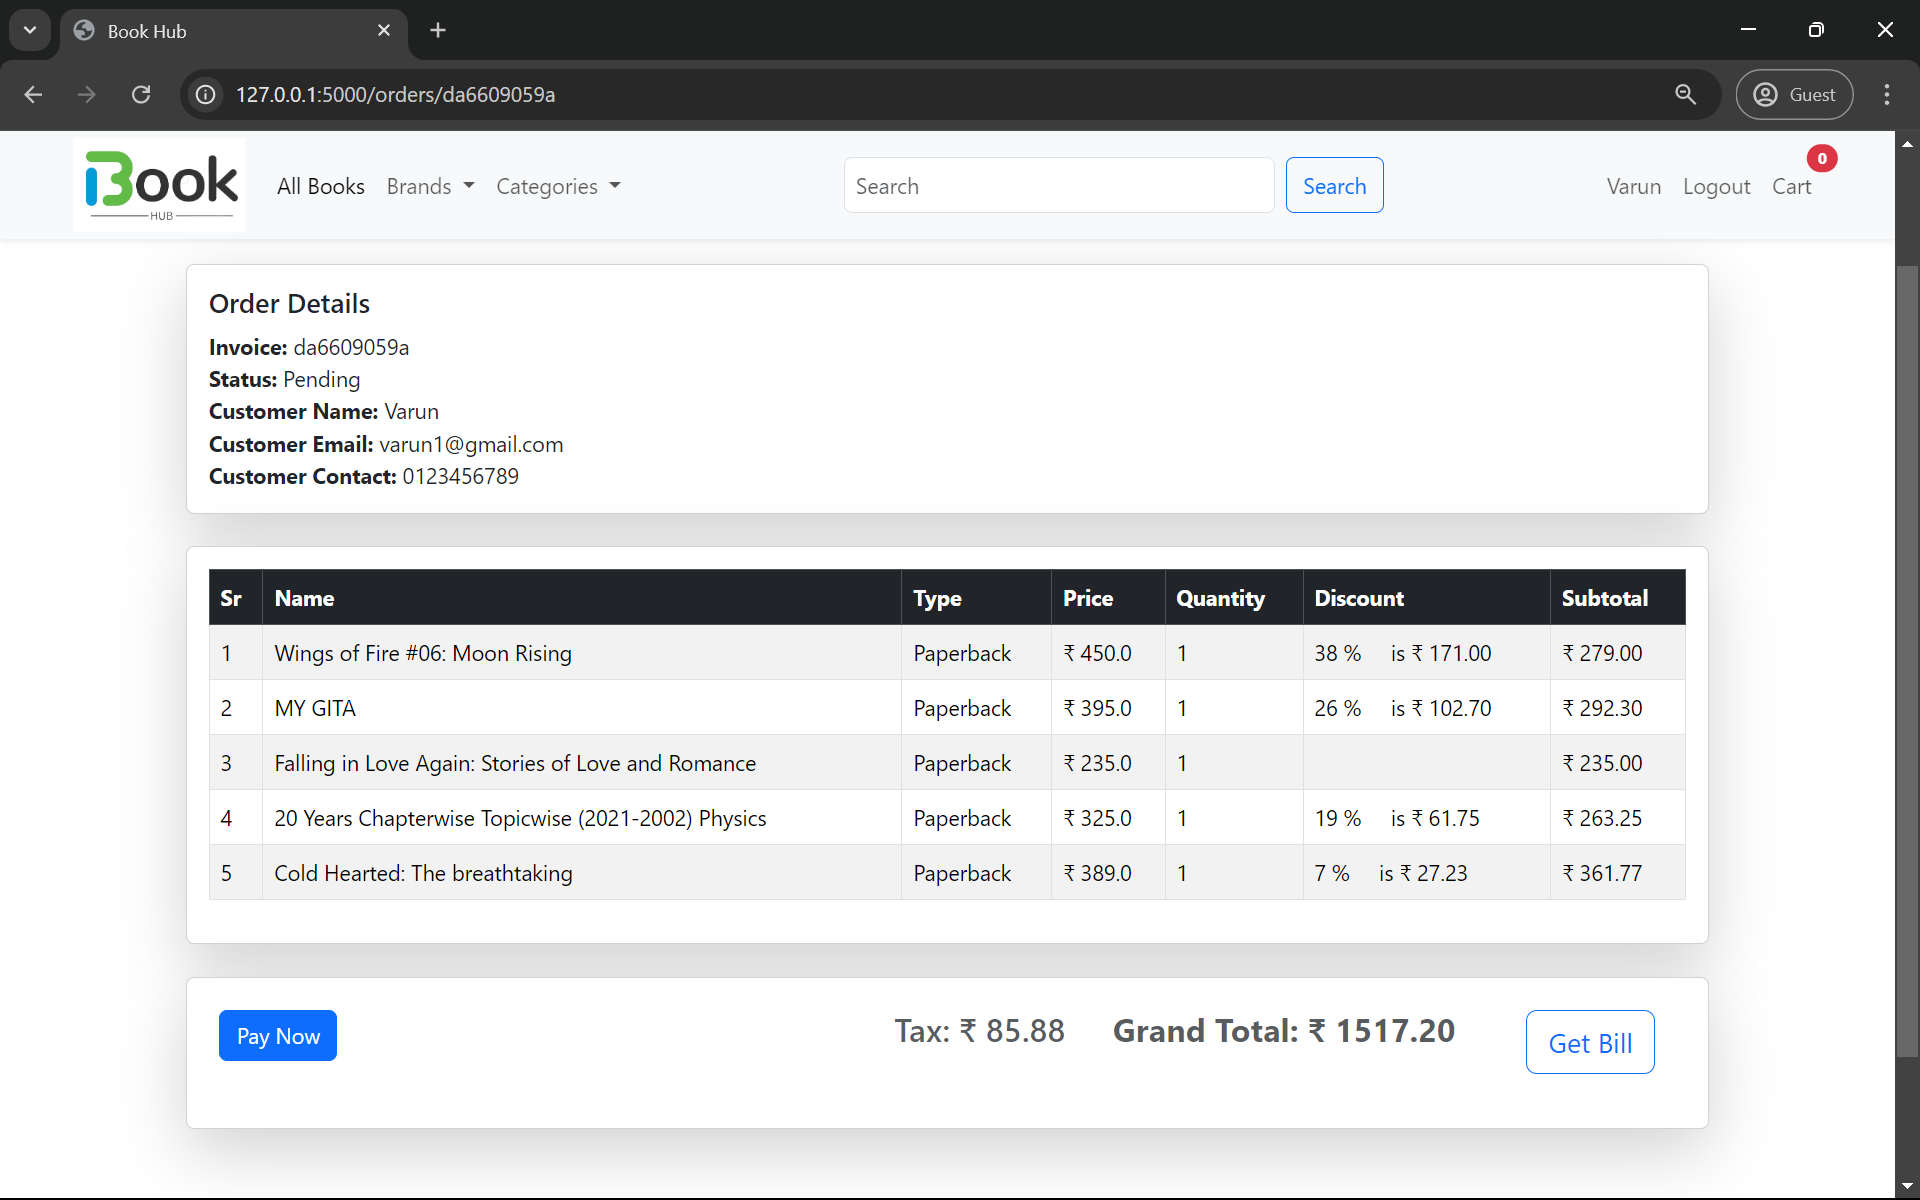 Book Hub
127.0.0.1:5000/orders/da6609059a
Guest
Book
HUB
All Books Brands Categories Search Search Varun Logout Cart 0
Order Details
Invoice: da6609059a
Status: Pending
Customer Name: Varun
Customer Email: varun1@gmail.com
Customer Contact: 0123456789
Sr Name Type Price Quantity Discount Subtotal
1 Wings of Fire #06: Moon Rising Paperback ₹ 450.0 1 38 % is ₹ 171.00 ₹ 279.00
2 MY GITA Paperback ₹ 395.0 1 26 % is ₹ 102.70 ₹ 292.30
3 Falling in Love Again: Stories of Love and Romance Paperback ₹ 235.0 1 ₹ 235.00
4 20 Years Chapterwise Topicwise (2021-2002) Physics Paperback ₹ 325.0 1 19 % is ₹ 61.75 ₹ 263.25
5 Cold Hearted: The breathtaking Paperback ₹ 389.0 1 7 % is ₹ 27.23 ₹ 361.77
Pay Now Tax: ₹ 85.88 Grand Total: ₹ 1517.20 Get Bill